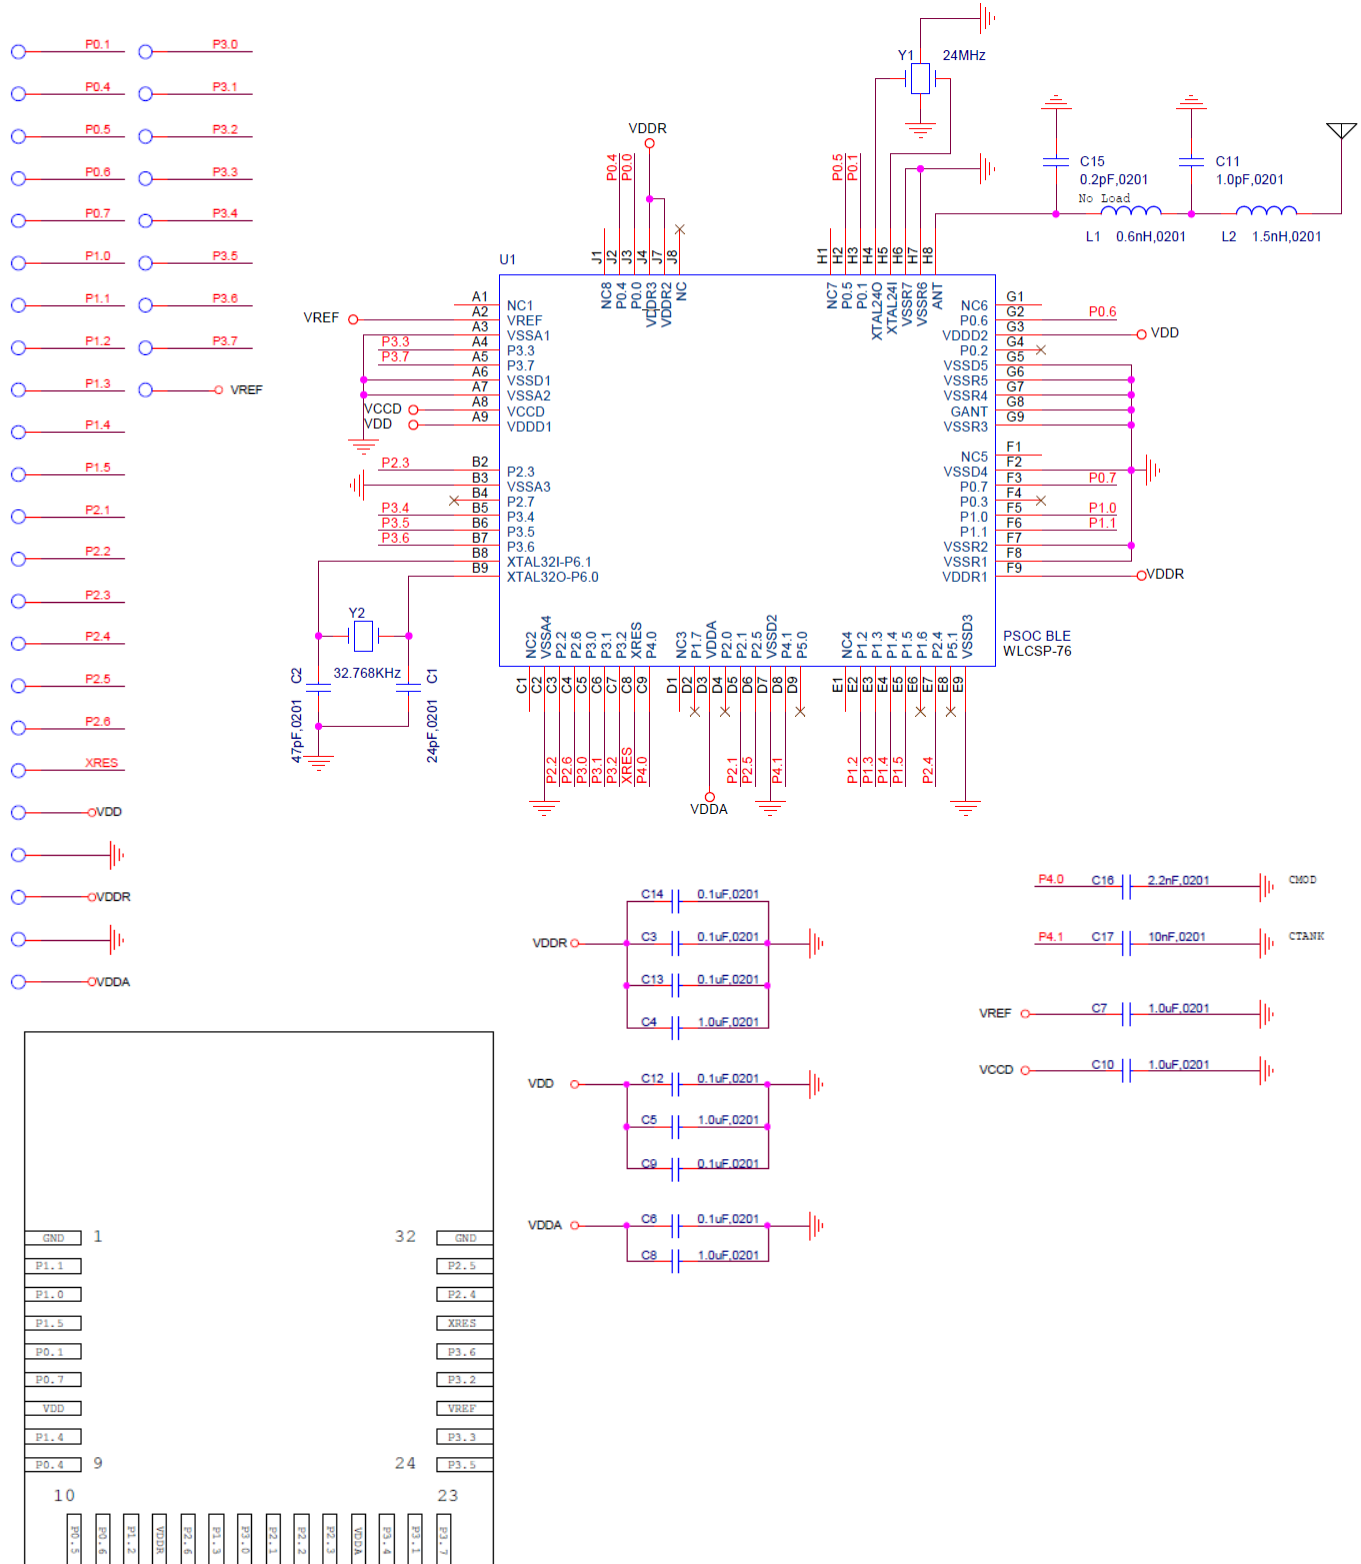 P0.1 P3.0
P0.4 P3.1
P0.5 P3.2
P0.6 P3.3
P0.7 P3.4
P1.0 P3.5
P1.1 P3.6
P1.2 P3.7
P1.3 VREF
P1.4
P1.5
P2.1
P2.2
P2.3
P2.4
P2.5
P2.6
XRES
VDD
VDDR
VDDA
Y1 24MHz
VDDR
P0.4
P0.0
P0.5
P0.1
C15
0.2pF,0201
No Load
C11
1.0pF,0201
L1 0.6nH,0201
L2 1.5nH,0201
U1
J1 J2 J3 J4 J7 J8
NC8 P0.4 P0.0 VDDR3 VDDR2 NC
H1 H2 H3 H4 H5 H6 H7 H8
NC7 P0.5 P0.1 XTAL24O XTAL24I VSSR7 VSSR6 ANT
A1 NC1
VREF A2 VREF
A3 VSSA1
P3.3 A4 P3.3
P3.7 A5 P3.7
A6 VSSD1
A7 VSSA2
VCCD A8 VCCD
VDD A9 VDDD1
P2.3 B2 P2.3
B3 VSSA3
B4 P2.7
P3.4 B5 P3.4
P3.5 B6 P3.5
P3.6 B7 P3.6
B8 XTAL32I-P6.1
B9 XTAL32O-P6.0
NC6 G1
P0.6 G2 P0.6
VDDD2 G3 VDD
P0.2 G4
VSSD5 G5
VSSR5 G6
VSSR4 G7
GANT G8
VSSR3 G9
NC5 F1
VSSD4 F2
P0.7 F3 P0.7
P0.3 F4
P1.0 F5 P1.0
P1.1 F6 P1.1
VSSR2 F7
VSSR1 F8
VDDR1 F9 VDDR
PSOC BLE
WLCSP-76
Y2
32.768KHz
C2
47pF,0201
C1
24pF,0201
NC2 VSSA4 P2.2 P2.6 P3.0 P3.1 P3.2 XRES P4.0
C1 C2 C3 C4 C5 C6 C7 C8 C9
P2.2 P2.6 P3.0 P3.1 P3.2 XRES P4.0
NC3 P1.7 VDDA P2.0 P2.1 P2.5 VSSD2 P4.1 P5.0
D1 D2 D3 D4 D5 D6 D7 D8 D9
P2.1 P2.5 P4.1
VDDA
NC4 P1.2 P1.3 P1.4 P1.5 P1.6 P2.4 P5.1 VSSD3
E1 E2 E3 E4 E5 E6 E7 E8 E9
P1.2 P1.3 P1.4 P1.5 P2.4
C14 0.1uF,0201
VDDR C3 0.1uF,0201
C13 0.1uF,0201
C4 1.0uF,0201
VDD C12 0.1uF,0201
C5 1.0uF,0201
C9 0.1uF,0201
VDDA C6 0.1uF,0201
C8 1.0uF,0201
P4.0 C16 2.2nF,0201 CMOD
P4.1 C17 10nF,0201 CTANK
VREF C7 1.0uF,0201
VCCD C10 1.0uF,0201
GND 1 32 GND
P1.1 P2.5
P1.0 P2.4
P1.5 XRES
P0.1 P3.6
P0.7 P3.2
VDD VREF
P1.4 P3.3
P0.4 9 24 P3.5
10 23
P0.5 P0.6 P1.2 VDDR P2.6 P1.3 P3.0 P2.1 P2.2 P2.3 VDDA P3.4 P3.1 P3.7